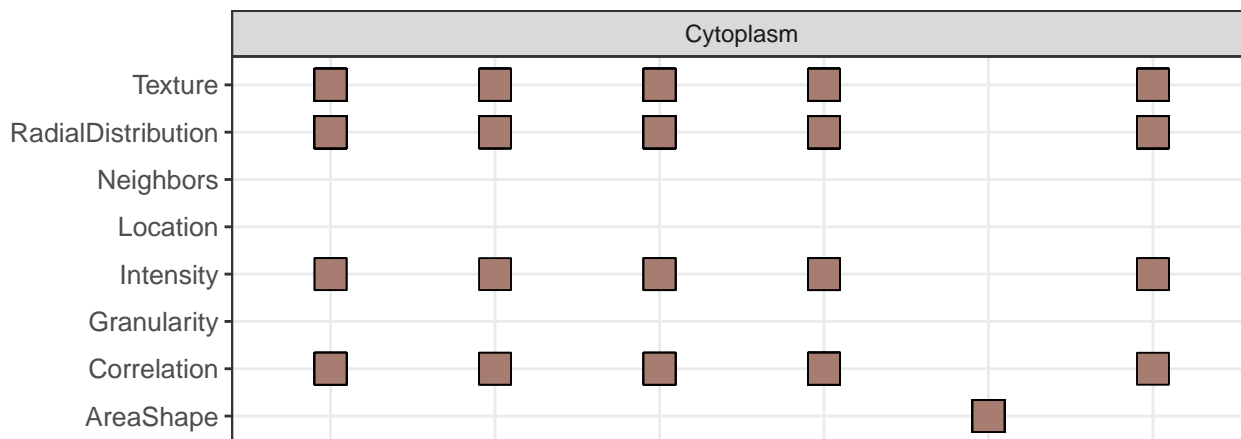 Cytoplasm
Texture
RadialDistribution
Neighbors
Location
Intensity
Granularity
Correlation
AreaShape